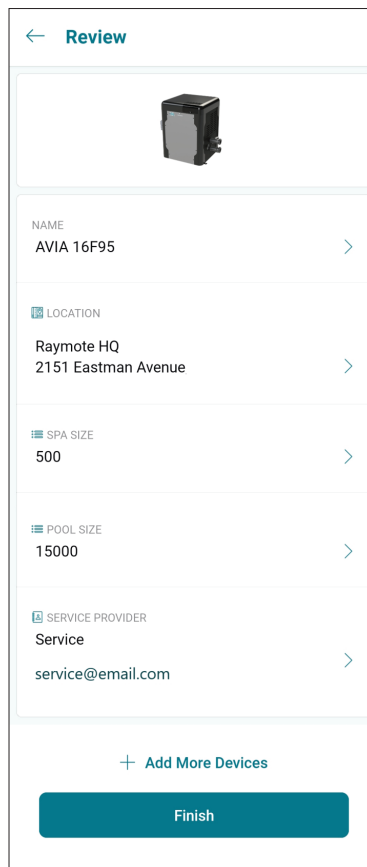 Review
NAME
AVIA 16F95
LOCATION
Raymote HQ
2151 Eastman Avenue
SPA SIZE
500
POOL SIZE
15000
SERVICE PROVIDER
Service
service@email.com
Add More Devices
Finish